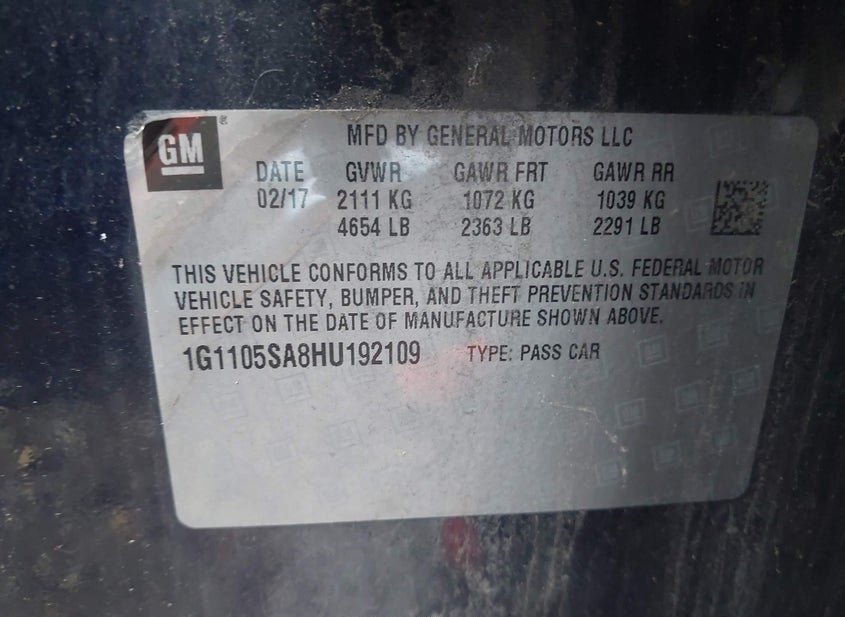 GM ®
MFD BY GENERAL MOTORS LLC
DATE GVWR GAWR FRT GAWR RR
02/17 2111 KG 1072 KG 1039 KG
4654 LB 2363 LB 2291 LB
THIS VEHICLE CONFORMS TO ALL APPLICABLE U.S. FEDERAL MOTOR
VEHICLE SAFETY, BUMPER, AND THEFT PREVENTION STANDARDS IN
EFFECT ON THE DATE OF MANUFACTURE SHOWN ABOVE.
1G1105SA8HU192109 TYPE: PASS CAR